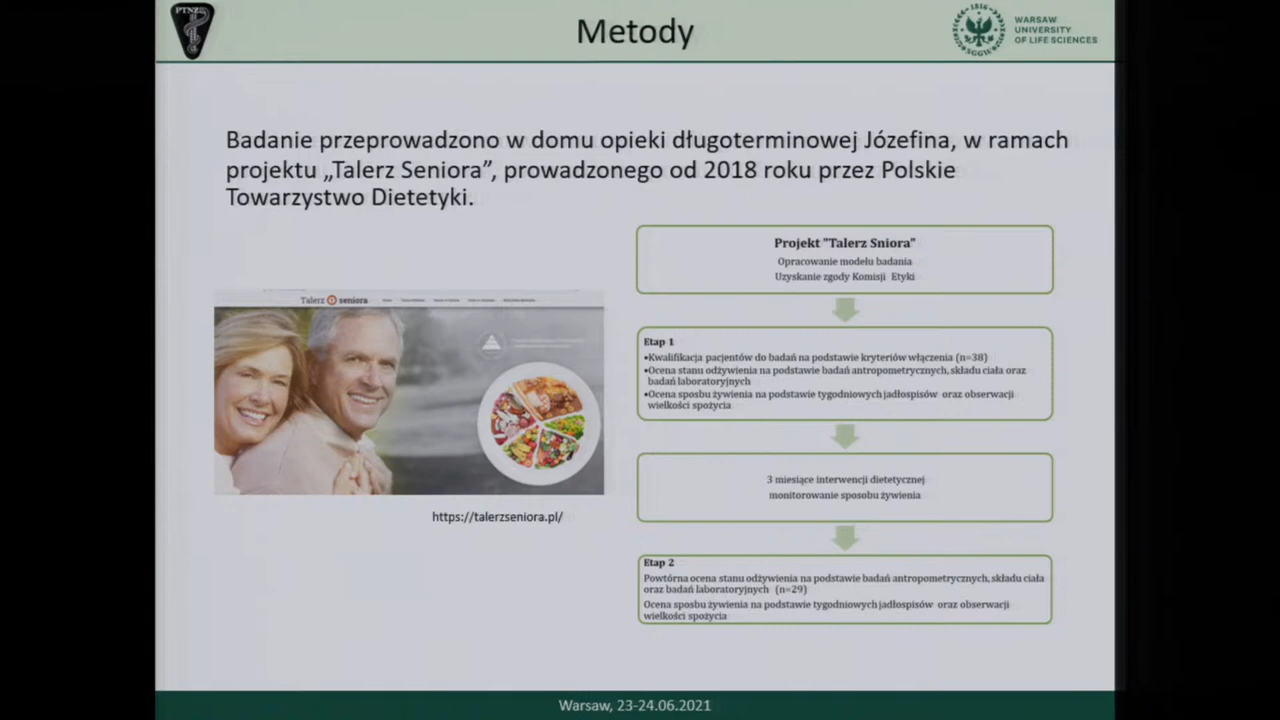 PTNZ
Metody
1816
SGGW
WARSAW
UNIVERSITY
OF LIFE SCIENCES
Badanie przeprowadzono w domu opieki długoterminowej Józefina, w ramach
projektu „Talerz Seniora”, prowadzonego od 2018 roku przez Polskie
Towarzystwo Dietetyki.
Talerz seniora
https://talerzseniora.pl/
Projekt "Talerz Sniora"
Opracowanie modelu badania
Uzyskanie zgody Komisji Etyki
Etap 1
•Kwalifikacja pacjentów do badań na podstawie kryteriów włączenia (n=38)
•Ocena stanu odżywienia na podstawie badań antropometrycznych, składu ciała oraz
badań laboratoryjnych
•Ocena sposbu żywienia na podstawie tygodniowych jadłospisów oraz obserwacji
wielkości spożycia
3 miesiące interwencji dietetycznej
monitorowanie sposobu żywienia
Etap 2
Powtórna ocena stanu odżywienia na podstawie badań antropometrycznych, składu ciała
oraz badań laboratoryjnych (n=29)
Ocena sposbu żywienia na podstawie tygodniowych jadłospisów oraz obserwacji
wielkości spożycia
Warsaw, 23-24.06.2021